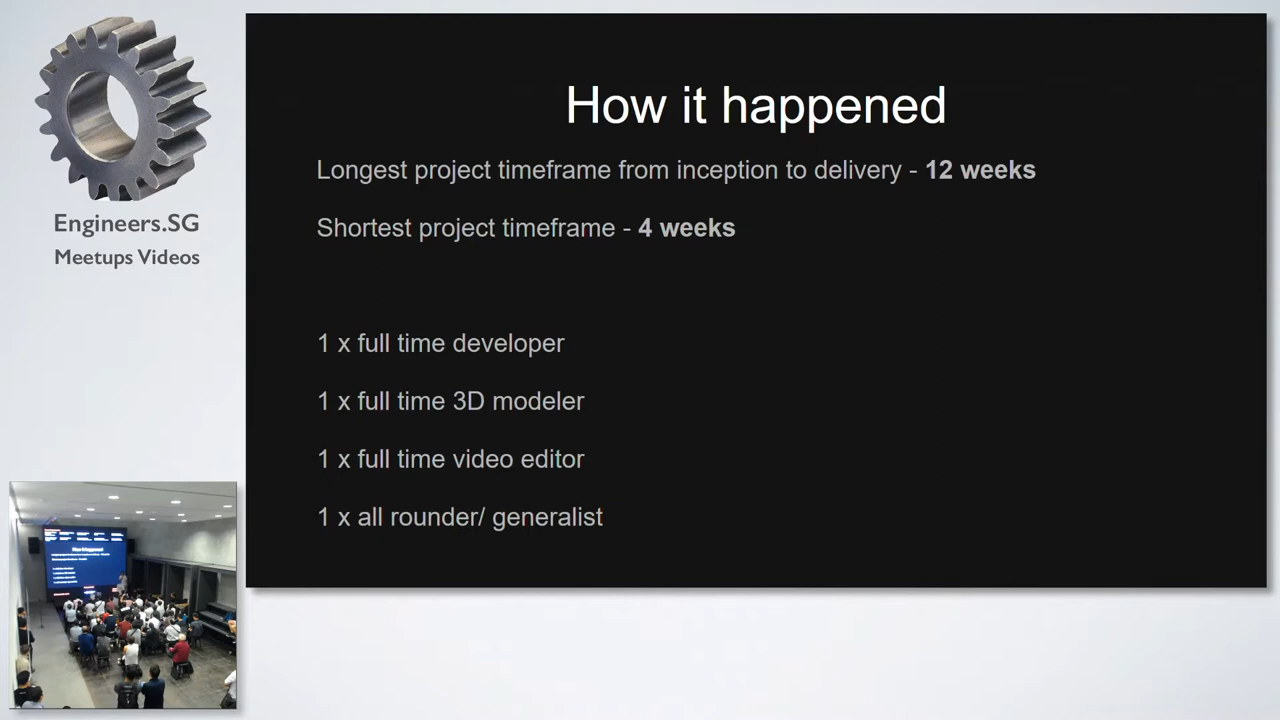 Engineers.SG
Meetups Videos
How it happened
Longest project timeframe from inception to delivery - 12 weeks
Shortest project timeframe - 4 weeks
1 x full time developer
1 x full time 3D modeler
1 x full time video editor
1 x all rounder/ generalist